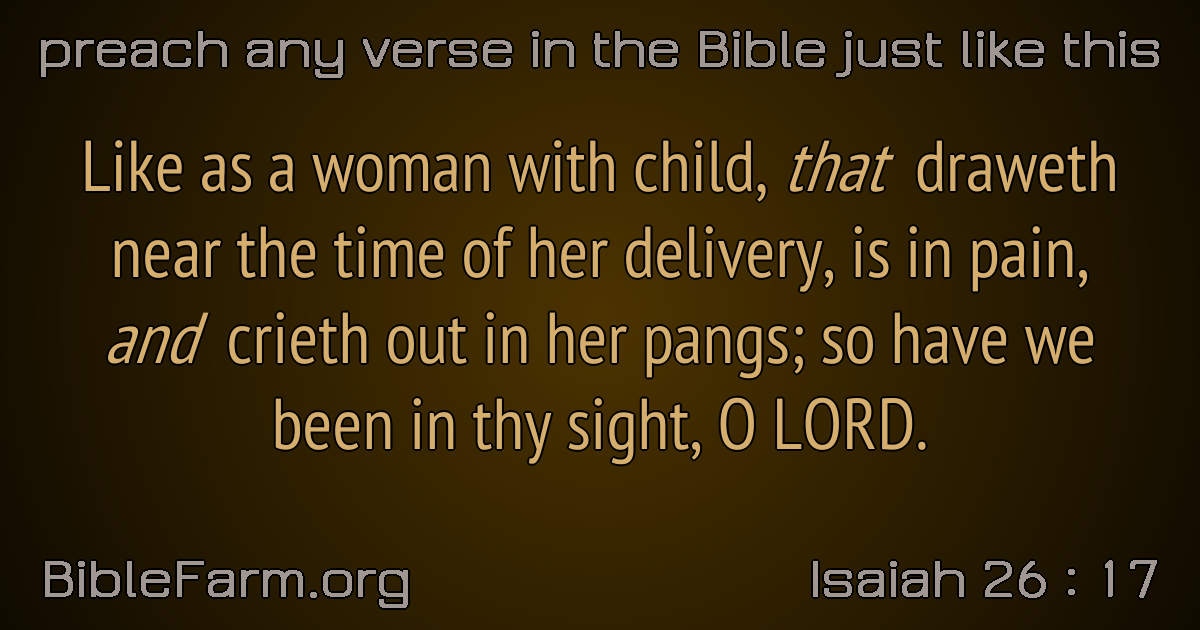 preach any verse in the Bible just like this
Like as a woman with child, that draweth
near the time of her delivery, is in pain,
and crieth out in her pangs; so have we
been in thy sight, O LORD.
BibleFarm.org
Isaiah 26 : 17